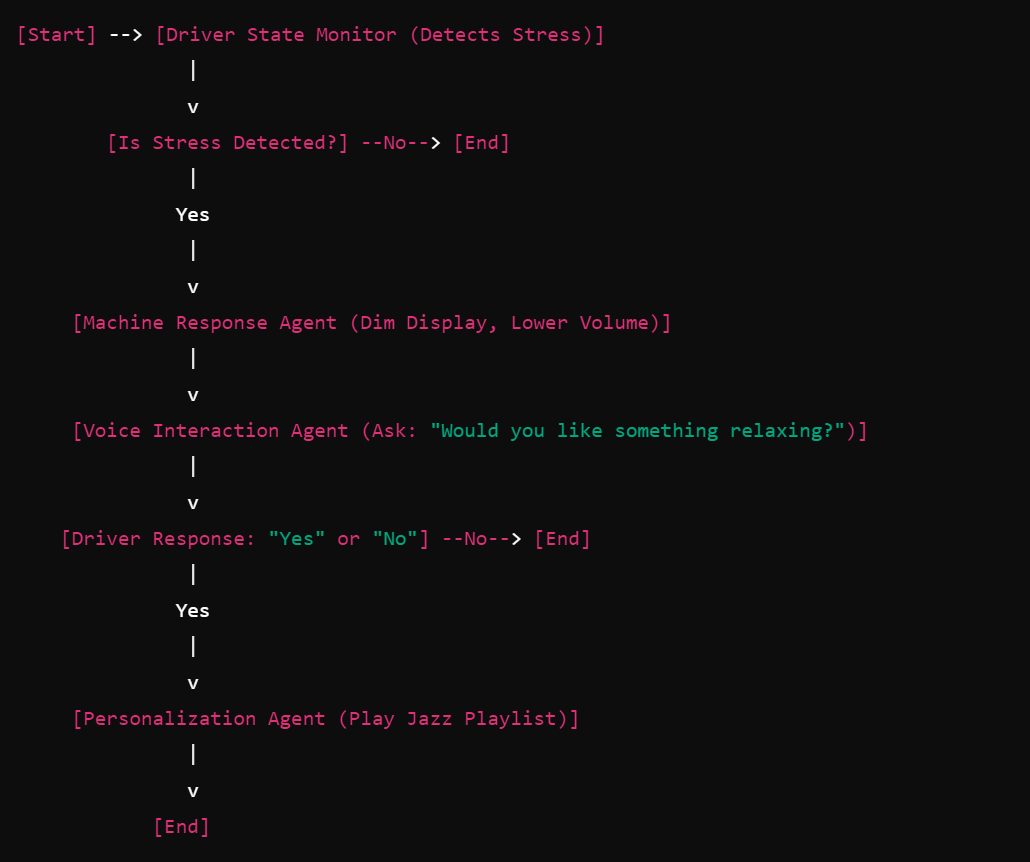 [Start] --> [Driver State Monitor (Detects Stress)]
|
v
[Is Stress Detected?] --No--> [End]
|
Yes
|
v
[Machine Response Agent (Dim Display, Lower Volume)]
|
v
[Voice Interaction Agent (Ask: "Would you like something relaxing?")]
|
v
[Driver Response: "Yes" or "No"] --No--> [End]
|
Yes
|
v
[Personalization Agent (Play Jazz Playlist)]
|
v
[End]